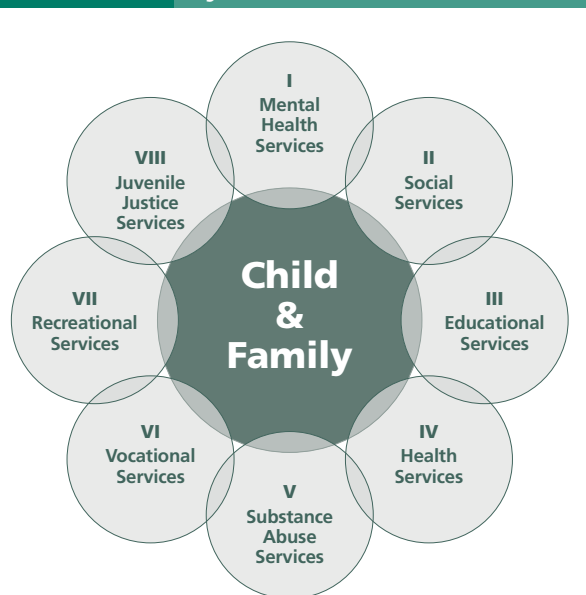 Child
&
Family
I
Mental
Health
Services
II
Social
Services
III
Educational
Services
IV
Health
Services
V
Substance
Abuse
Services
VI
Vocational
Services
VII
Recreational
Services
VIII
Juvenile
Justice
Services